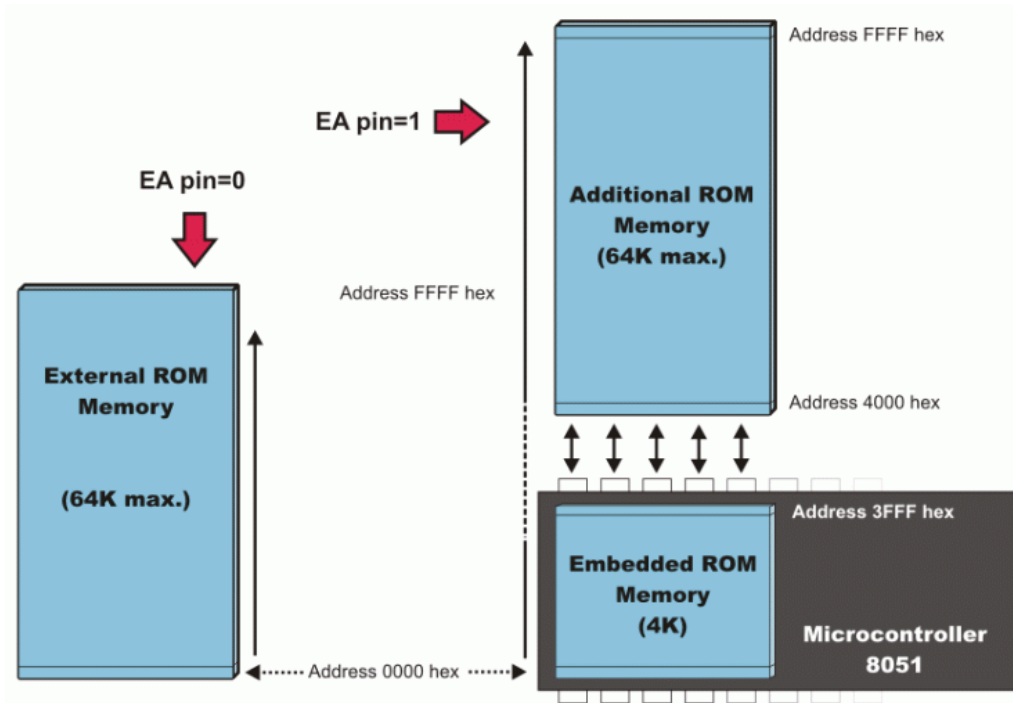 Address FFFF hex
EA pin=1
EA pin=0
Additional ROM
Memory
(64K max.)
Address FFFF hex
External ROM
Memory
(64K max.)
Address 4000 hex
Address 3FFF hex
Embedded ROM
Memory
(4K)
Microcontroller
8051
Address 0000 hex